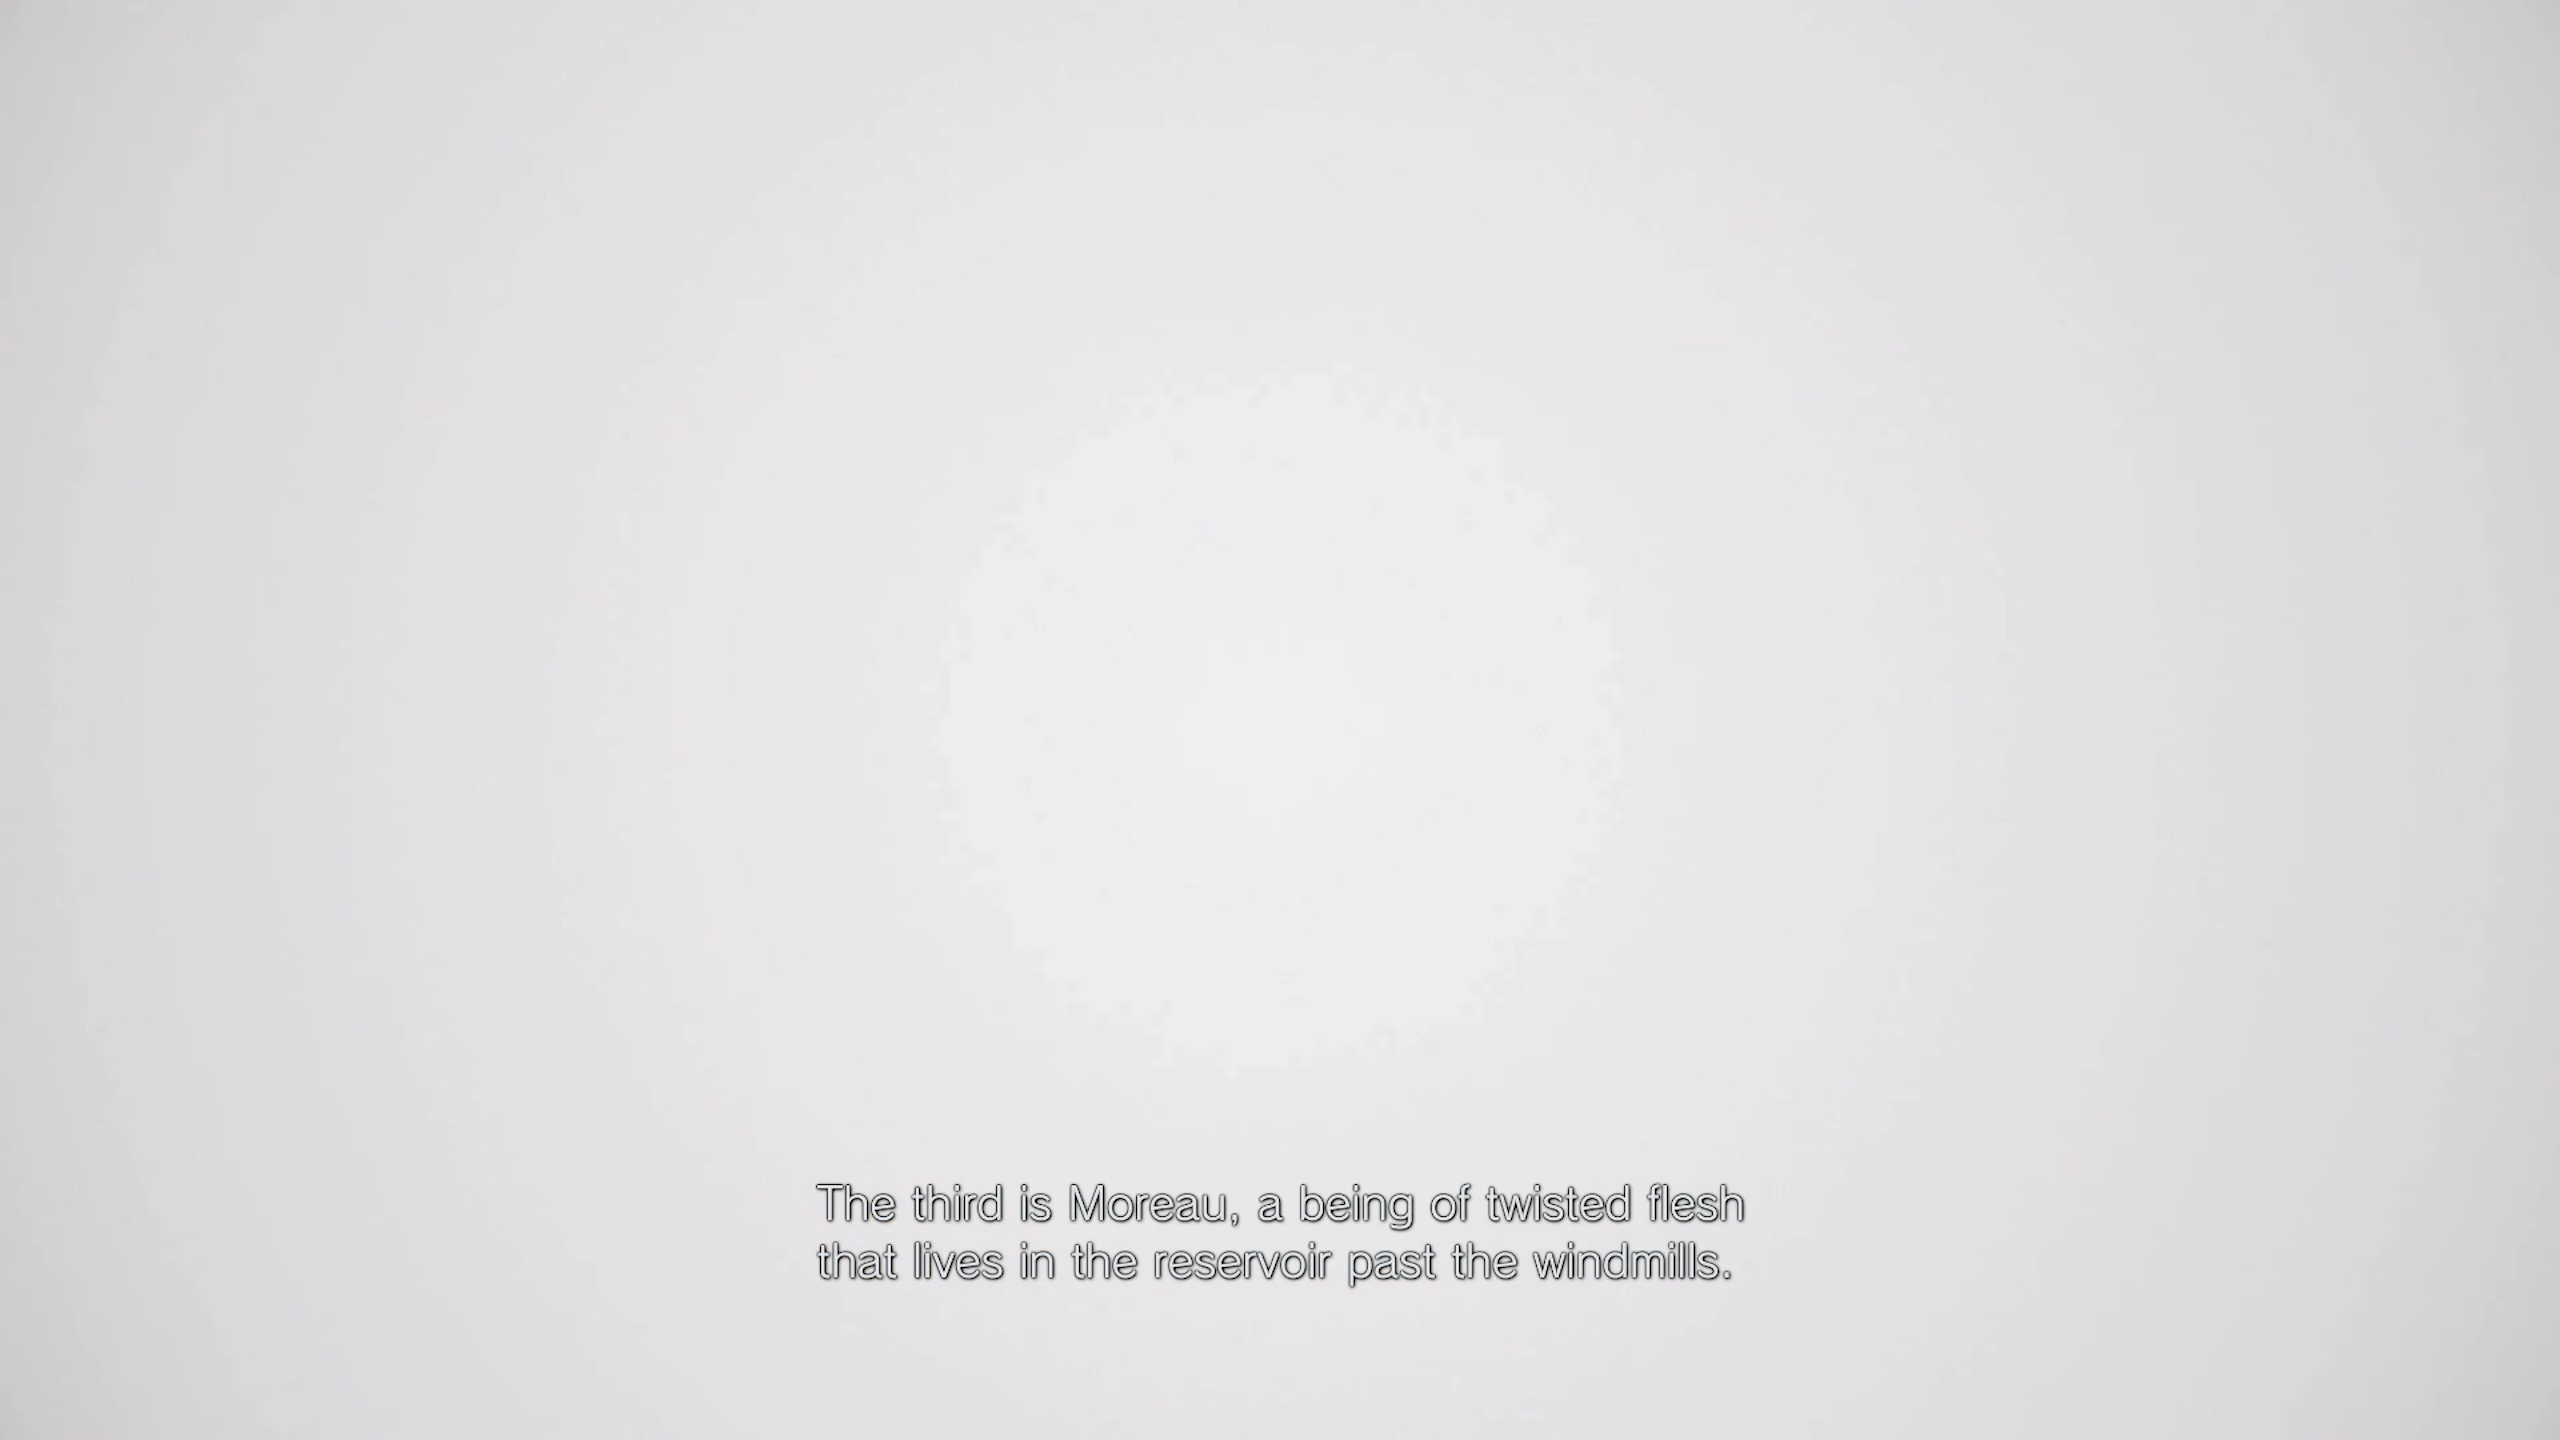 The third is Moreau, a being of twisted flesh
that lives in the reservoir past the windmills.